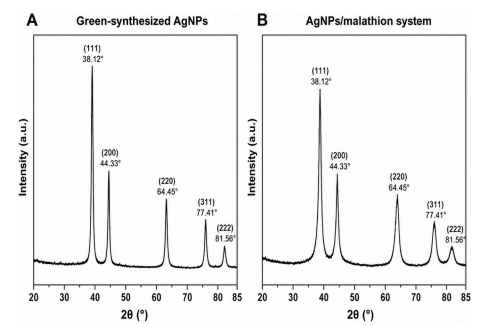 A Green-synthesized AgNPs
(111)
38.12°
(200)
44.33°
(220)
64.45°
(311)
77.41°
(222)
81.56°
Intensity (a.u.)
20 30 40 50 60 70 80 85
2θ (°)
B AgNPs/malathion system
(111)
38.12°
(200)
44.33°
(220)
64.45°
(311)
77.41°
(222)
81.56°
Intensity (a.u.)
20 30 40 50 60 70 80 85
2θ (°)